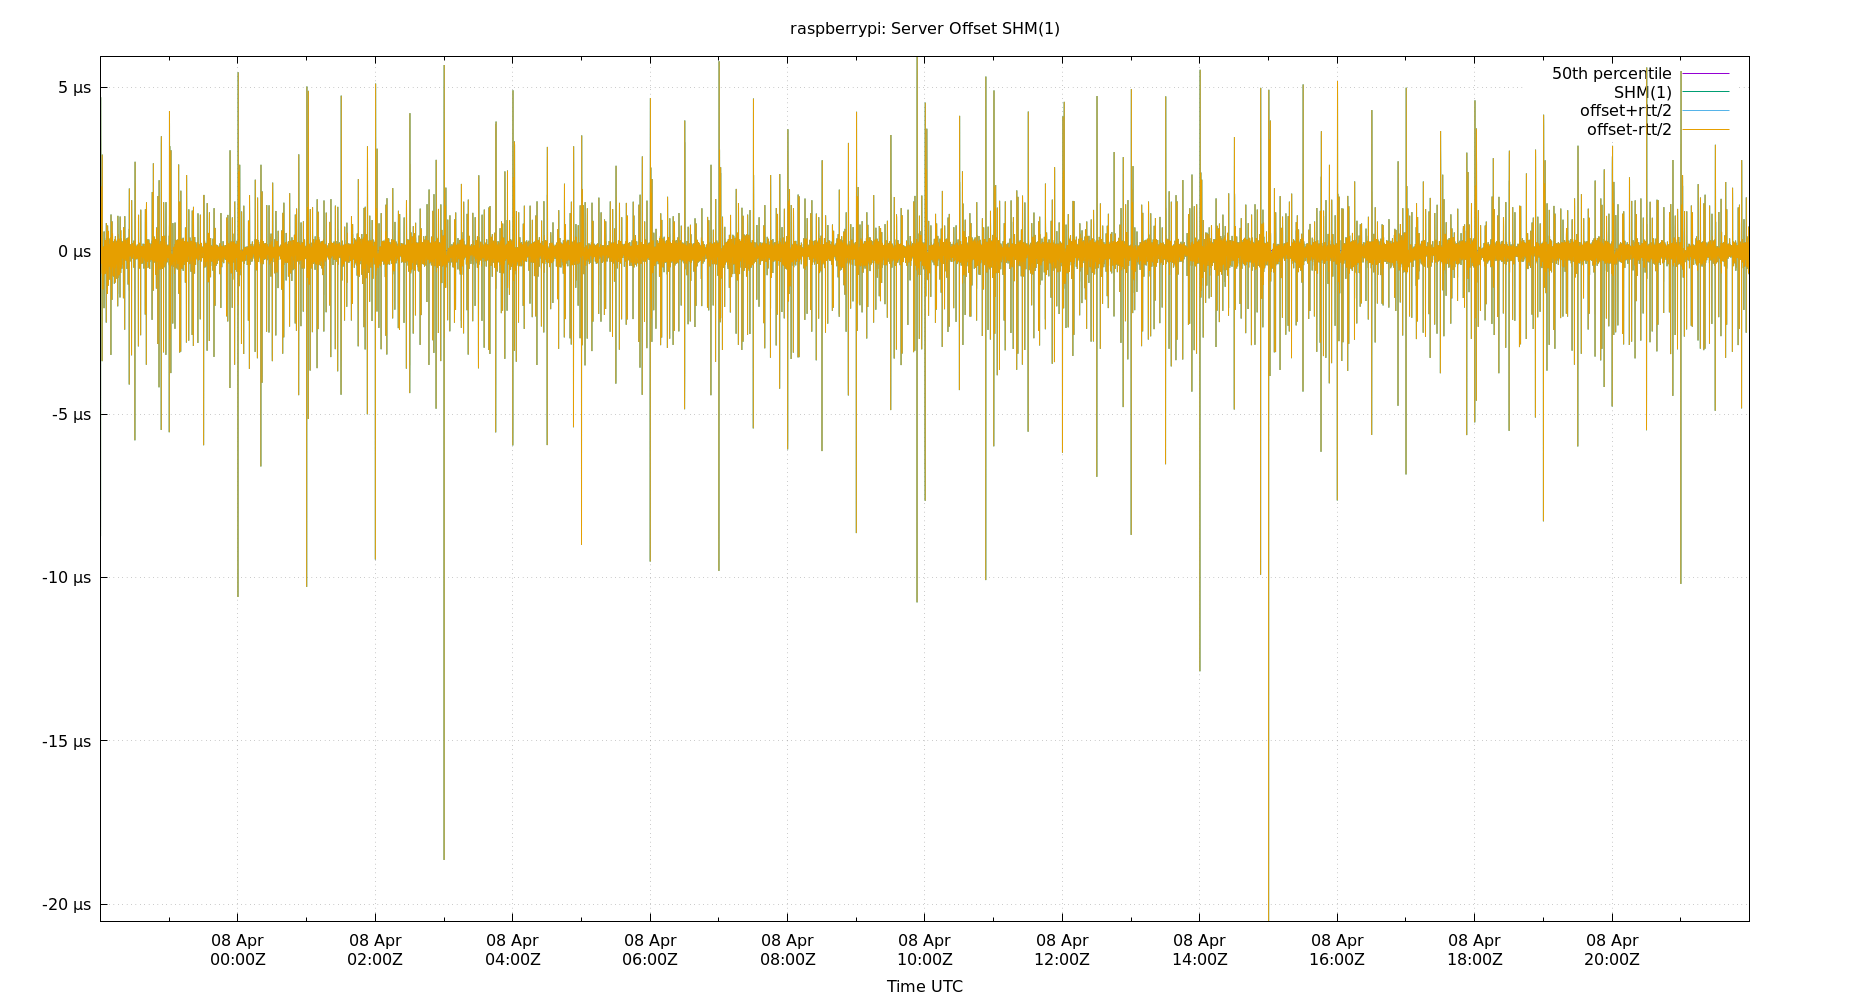 raspberrypi: Server Offset SHM(1)
50th percentile
SHM(1)
offset+rtt/2
offset-rtt/2
5 µs
0 µs
-5 µs
-10 µs
-15 µs
-20 µs
08 Apr 08 Apr 08 Apr 08 Apr 08 Apr 08 Apr 08 Apr 08 Apr 08 Apr 08 Apr 08 Apr
00:00Z 02:00Z 04:00Z 06:00Z 08:00Z 10:00Z 12:00Z 14:00Z 16:00Z 18:00Z 20:00Z
Time UTC